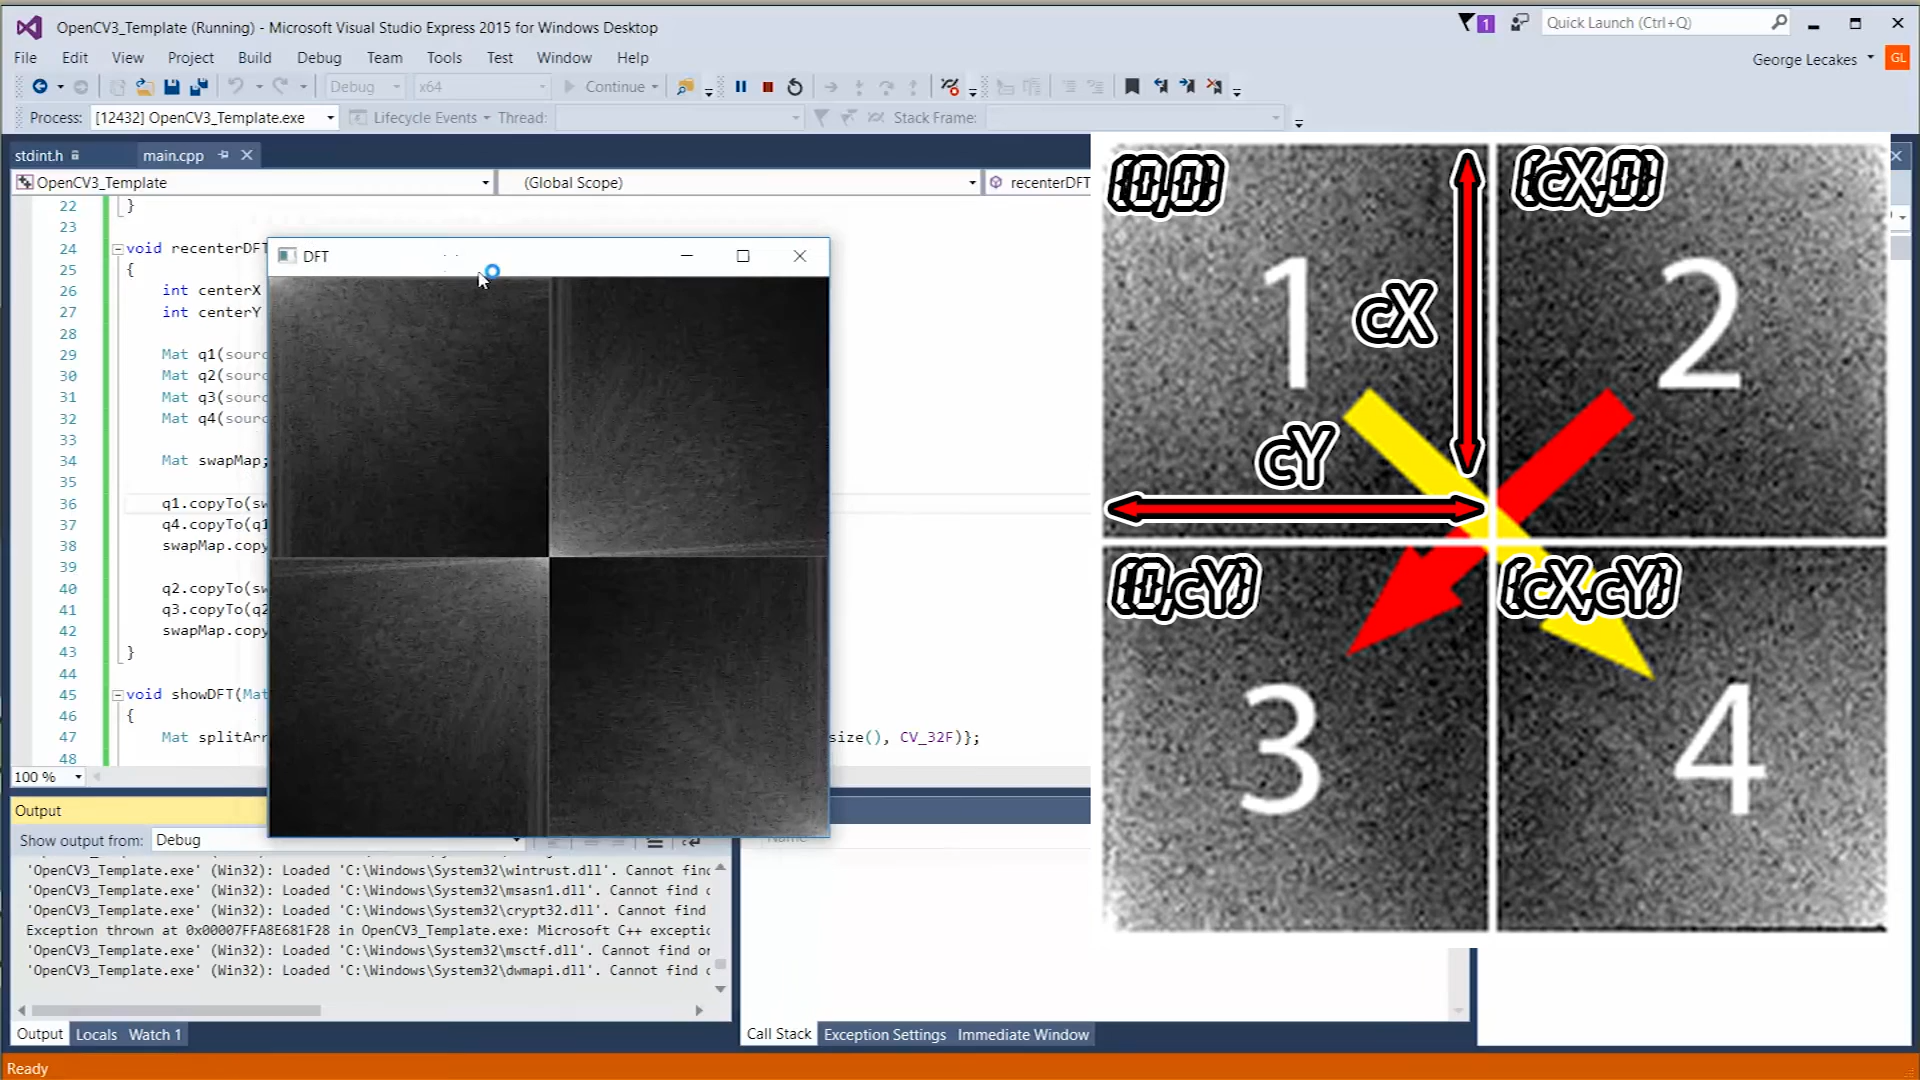 OpenCV3_Template (Running) - Microsoft Visual Studio Express 2015 for Windows Desktop
1
Quick Launch (Ctrl+Q)
File Edit View Project Build Debug Team Tools Test Window Help
George Lecakes
GL
Debug x64 Continue
Process: [12432] OpenCV3_Template.exe Lifecycle Events Thread: Stack Frame:
stdint.h main.cpp
OpenCV3_Template (Global Scope) recenterDFT
22 }
23
24 void recenterDFT
25 {
26 int centerX
27 int centerY
28
29 Mat q1(sourc
30 Mat q2(sourc
31 Mat q3(sourc
32 Mat q4(sourc
33
34 Mat swapMap;
35
36 q1.copyTo(sw
37 q4.copyTo(q1
38 swapMap.copy
39
40 q2.copyTo(sw
41 q3.copyTo(q2
42 swapMap.copy
43 }
44
45 void showDFT(Mat
46 {
47 Mat splitArr size(), CV_32F)};
48
100 %
DFT
(0,0) (cX,0)
1 cX 2
cY
(0,cY) (cX,cY)
3 4
Output
Show output from: Debug
Name
'OpenCV3_Template.exe' (Win32): Loaded 'C:\Windows\System32\wintrust.dll'. Cannot find
'OpenCV3_Template.exe' (Win32): Loaded 'C:\Windows\System32\msasn1.dll'. Cannot find
'OpenCV3_Template.exe' (Win32): Loaded 'C:\Windows\System32\crypt32.dll'. Cannot find
Exception thrown at 0x00007FFA8E681F28 in OpenCV3_Template.exe: Microsoft C++ exceptic
'OpenCV3_Template.exe' (Win32): Loaded 'C:\Windows\System32\msctf.dll'. Cannot find or
'OpenCV3_Template.exe' (Win32): Loaded 'C:\Windows\System32\dwmapi.dll'. Cannot find
Output Locals Watch 1
Call Stack Exception Settings Immediate Window
Ready